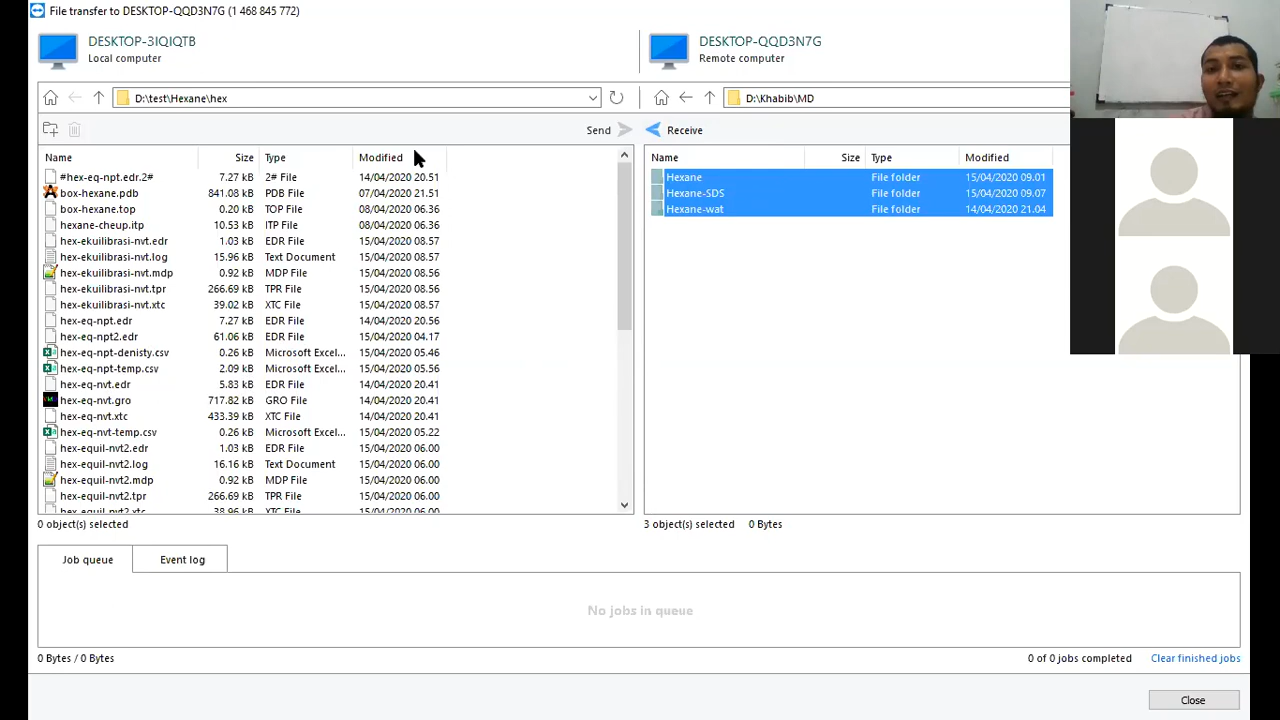 File transfer to DESKTOP-QQD3N7G (1 468 845 772)
DESKTOP-3IQIQTB
Local computer
DESKTOP-QQD3N7G
Remote computer
D:\test\Hexane\hex
D:\Khabib\MD
Send
Receive
Name Size Type Modified
#hex-eq-npt.edr.2# 7.27 kB 2# File 14/04/2020 20.51
box-hexane.pdb 841.08 kB PDB File 07/04/2020 21.51
box-hexane.top 0.20 kB TOP File 08/04/2020 06.36
hexane-cheup.itp 10.53 kB ITP File 08/04/2020 06.36
hex-ekuilibrasi-nvt.edr 1.03 kB EDR File 15/04/2020 08.57
hex-ekuilibrasi-nvt.log 15.96 kB Text Document 15/04/2020 08.57
hex-ekuilibrasi-nvt.mdp 0.92 kB MDP File 15/04/2020 08.56
hex-ekuilibrasi-nvt.tpr 266.69 kB TPR File 15/04/2020 08.56
hex-ekuilibrasi-nvt.xtc 39.02 kB XTC File 15/04/2020 08.57
hex-eq-npt.edr 7.27 kB EDR File 14/04/2020 20.56
hex-eq-npt2.edr 61.06 kB EDR File 15/04/2020 04.17
hex-eq-npt-denisty.csv 0.26 kB Microsoft Excel... 15/04/2020 05.46
hex-eq-npt-temp.csv 2.09 kB Microsoft Excel... 15/04/2020 05.56
hex-eq-nvt.edr 5.83 kB EDR File 14/04/2020 20.41
hex-eq-nvt.gro 717.82 kB GRO File 14/04/2020 20.41
hex-eq-nvt.xtc 433.39 kB XTC File 14/04/2020 20.41
hex-eq-nvt-temp.csv 0.26 kB Microsoft Excel... 15/04/2020 05.22
hex-equil-nvt2.edr 1.03 kB EDR File 15/04/2020 06.00
hex-equil-nvt2.log 16.16 kB Text Document 15/04/2020 06.00
hex-equil-nvt2.mdp 0.92 kB MDP File 15/04/2020 06.00
hex-equil-nvt2.tpr 266.69 kB TPR File 15/04/2020 06.00
hex-equil-nvt2.xtc 38.96 kB XTC File 15/04/2020 06.00
Name Size Type Modified
Hexane File folder 15/04/2020 09.01
Hexane-SDS File folder 15/04/2020 09.07
Hexane-wat File folder 14/04/2020 21.04
0 object(s) selected
3 object(s) selected 0 Bytes
Job queue
Event log
No jobs in queue
0 Bytes / 0 Bytes
0 of 0 jobs completed
Clear finished jobs
Close